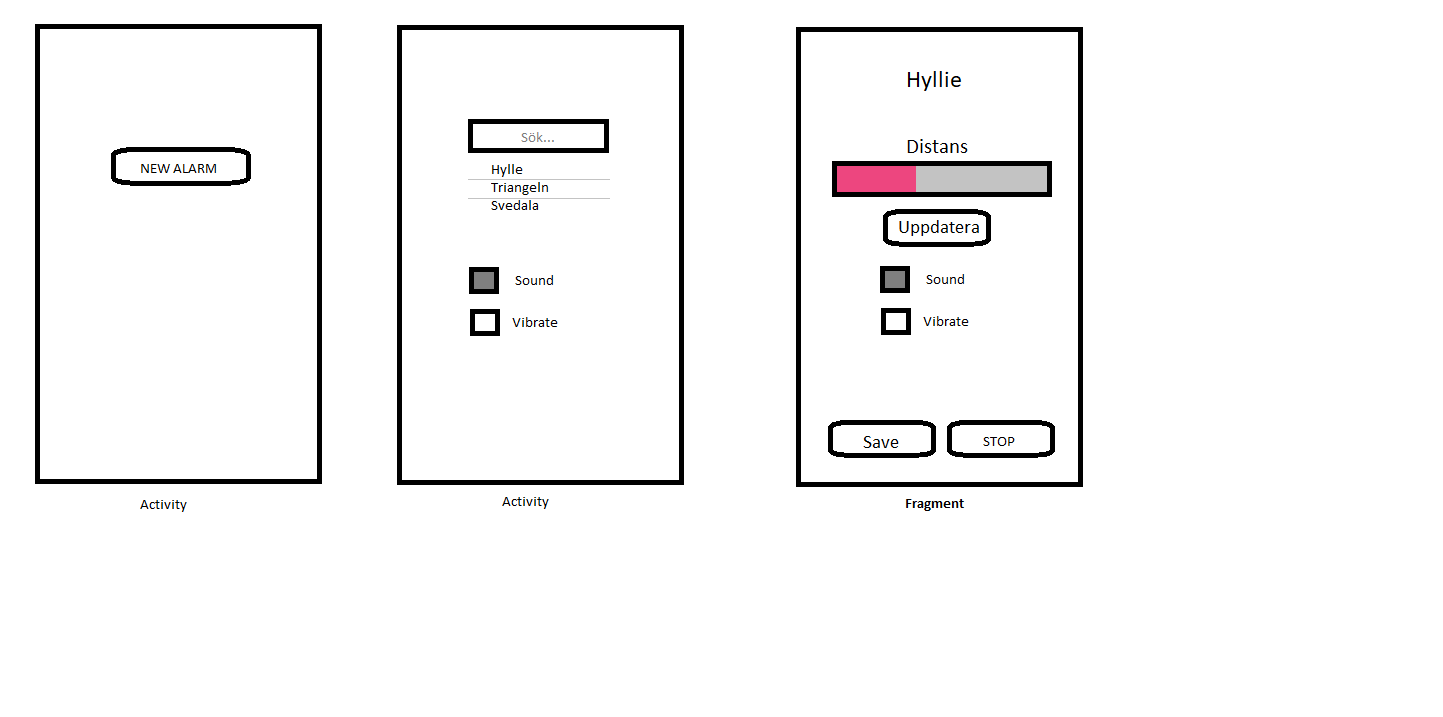 NEW ALARM
Activity
Sök...
Hylle
Triangeln
Svedala
Sound
Vibrate
Activity
Hyllie
Distans
Uppdatera
Sound
Vibrate
Save
STOP
Fragment